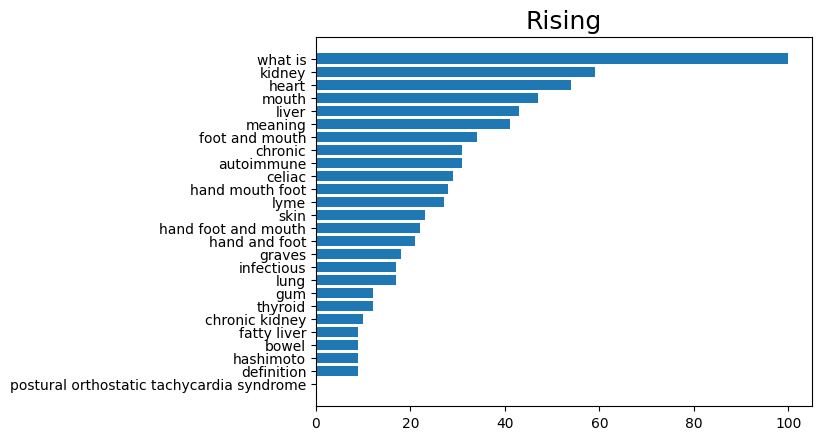 Rising
what is
kidney
heart
mouth
liver
meaning
foot and mouth
chronic
autoimmune
celiac
hand mouth foot
lyme
skin
hand foot and mouth
hand and foot
graves
infectious
lung
gum
thyroid
chronic kidney
fatty liver
bowel
hashimoto
definition
postural orthostatic tachycardia syndrome
0 20 40 60 80 100